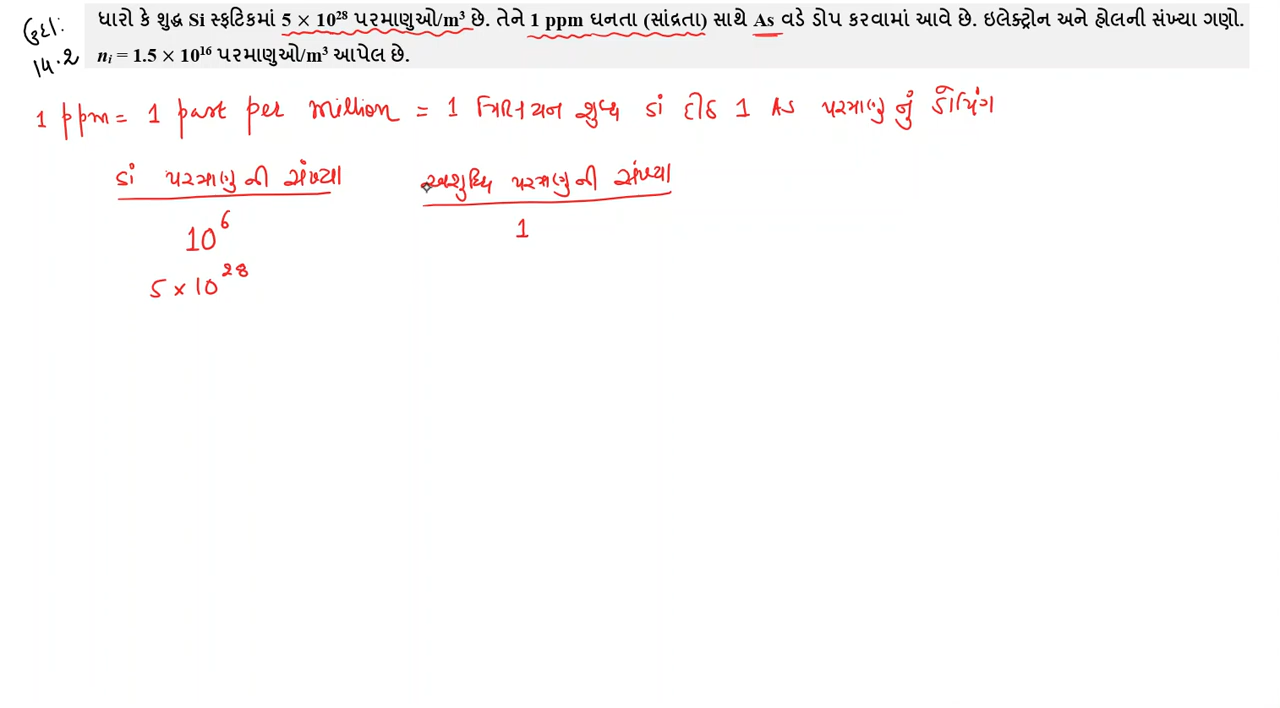 ઉદા:
14.2
ધારો કે શુદ્ધ Si સ્ફટિકમાં 5 × 10²⁸ પરમાણુઓ/m³ છે. તેને 1 ppm ઘનતા (સાંદ્રતા) સાથે As વડે ડોપ કરવામાં આવે છે. ઇલેક્ટ્રોન અને હોલની સંખ્યા ગણો.
nᵢ = 1.5 × 10¹⁶ પરમાણુઓ/m³ આપેલ છે.
1 ppm = 1 part per million = 1 મિલિયન શુધ્ધ દીઠ 1 As પરમાણુ નું ડોપિંગ
પરમાણુ ની સંખ્યા અશુધ્ધિ પરમાણુ ની સંખ્યા
10⁶ 1
5 × 10²⁸